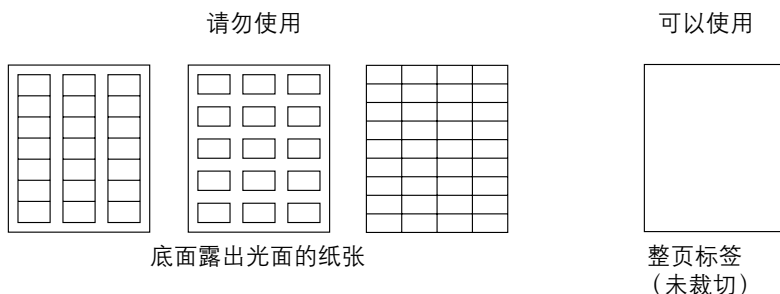 请勿使用
可以使用
底面露出光面的纸张
整页标签
（未裁切）